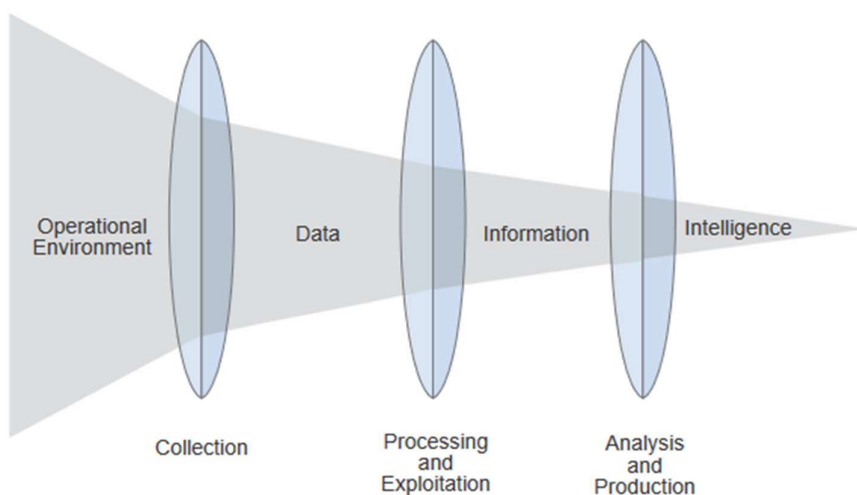 Operational
Environment
Data
Information
Intelligence
Collection
Processing
and
Exploitation
Analysis
and
Production